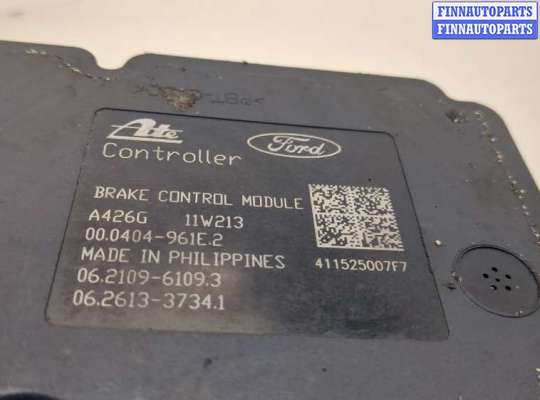 FINNAUTOPARTS
FINNAUTOPARTS
Ate
Ford
Controller
BRAKE CONTROL MODULE
A426G 11W213
00.0404-961E.2
MADE IN PHILIPPINES
411525007F7
06.2109-6109.3
06.2613-3734.1